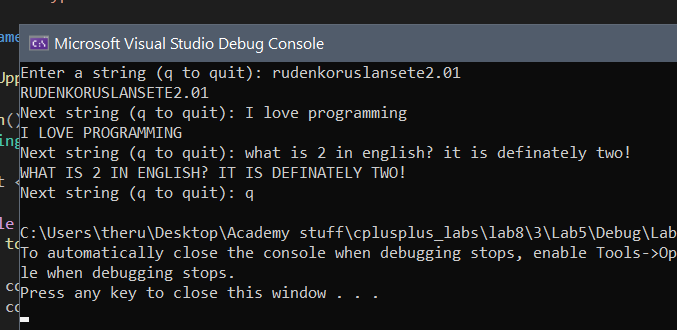 Microsoft Visual Studio Debug Console
Enter a string (q to quit): rudenkoruslansete2.01
RUDENKORUSLANSETE2.01
Next string (q to quit): I love programming
I LOVE PROGRAMMING
Next string (q to quit): what is 2 in english? it is definately two!
WHAT IS 2 IN ENGLISH? IT IS DEFINATELY TWO!
Next string (q to quit): q
C:\Users\theru\Desktop\Academy stuff\cplusplus_labs\lab8\3\Lab5\Debug\Lab
To automatically close the console when debugging stops, enable Tools->Op
le when debugging stops.
Press any key to close this window . . .